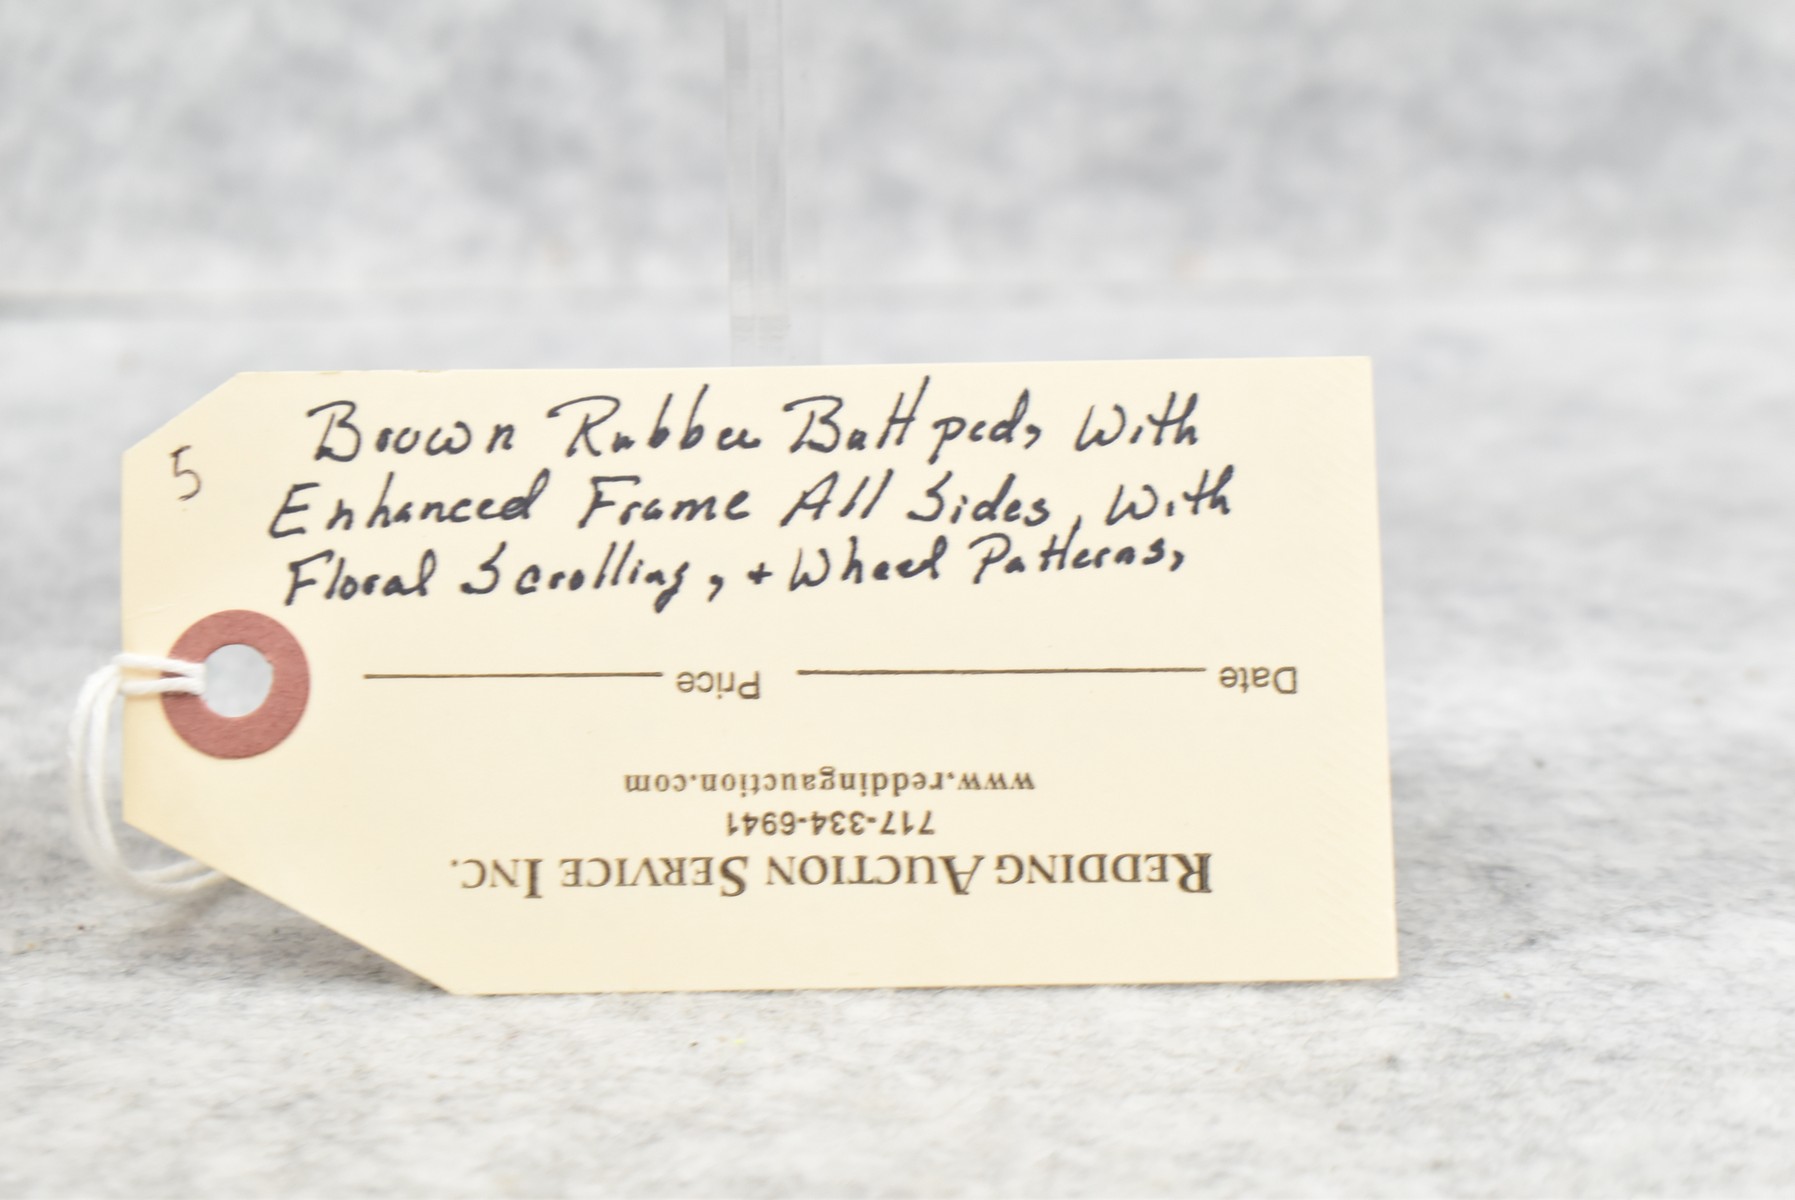 5
Brown Rubber Butt pad, With
Enhanced Frame All Sides, With
Floral Scrolling, + Wheel Patterns,
Date Price
www.reddingauction.com
717-334-6941
REDDING AUCTION SERVICE INC.